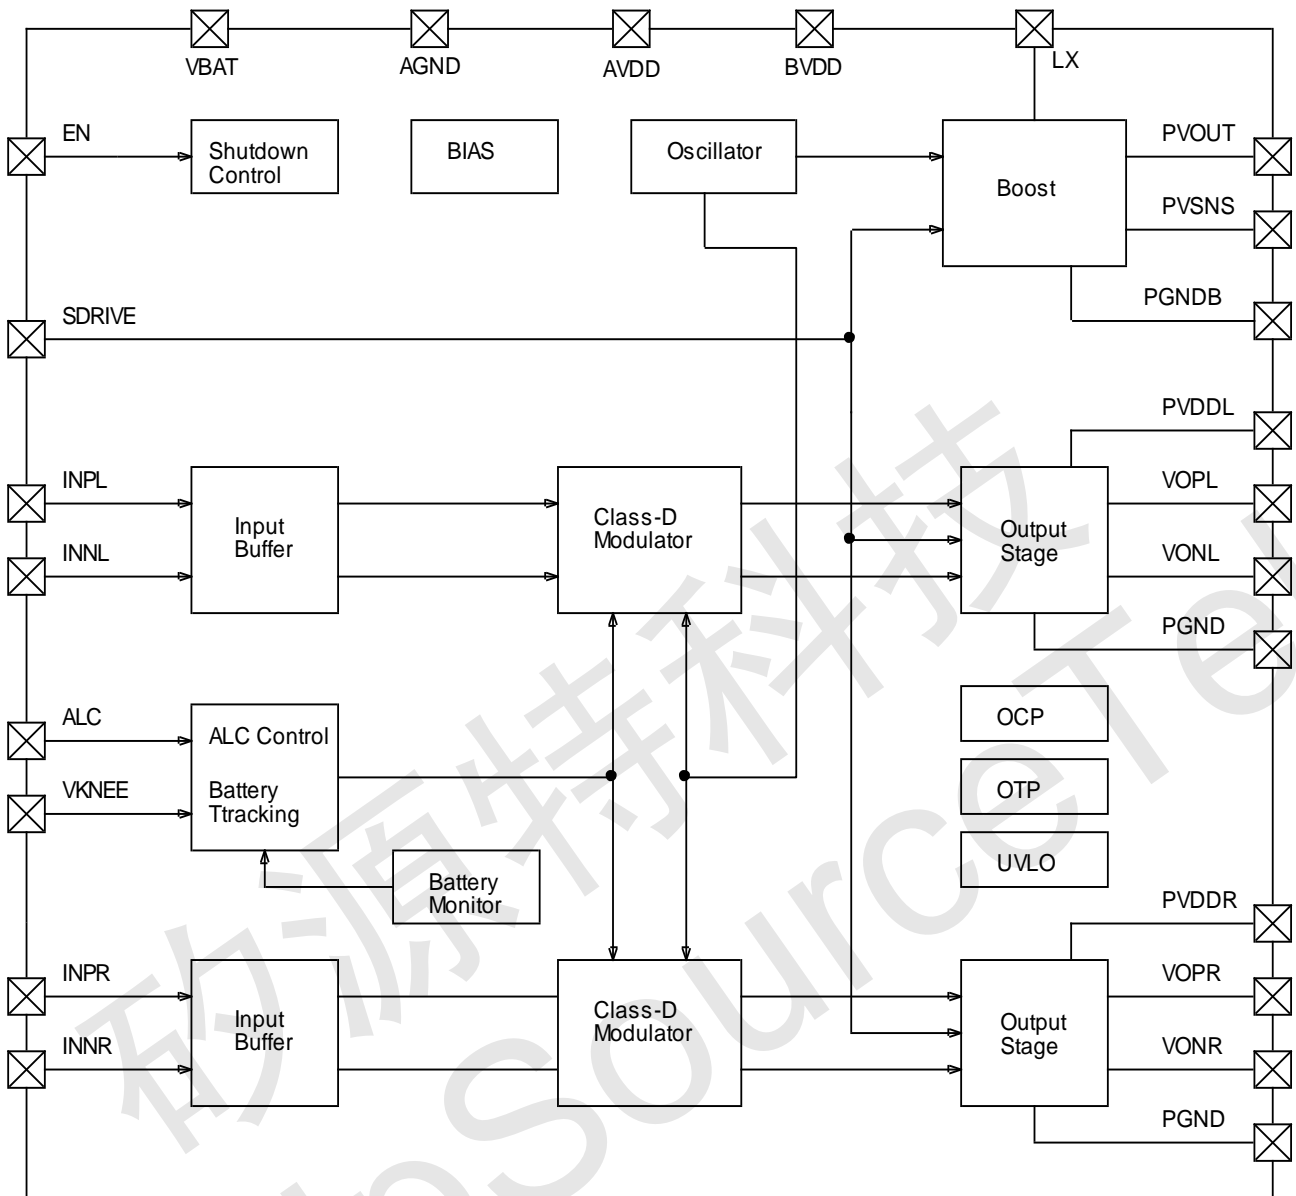 VBAT
AGND
AVDD
BVDD
LX
EN
Shutdown
Control
BIAS
Oscillator
Boost
PVOUT
PVSNS
PGNDB
SDRIVE
PVDDL
INPL
INNL
Input
Buffer
Class-D
Modulator
Output
Stage
VOPL
VONL
PGND
ALC
VKNEE
ALC Control
Battery
Ttracking
Battery
Monitor
OCP
OTP
UVLO
PVDDR
INPR
INNR
Input
Buffer
Class-D
Modulator
Output
Stage
VOPR
VONR
PGND
矽源特科技
SourceTe